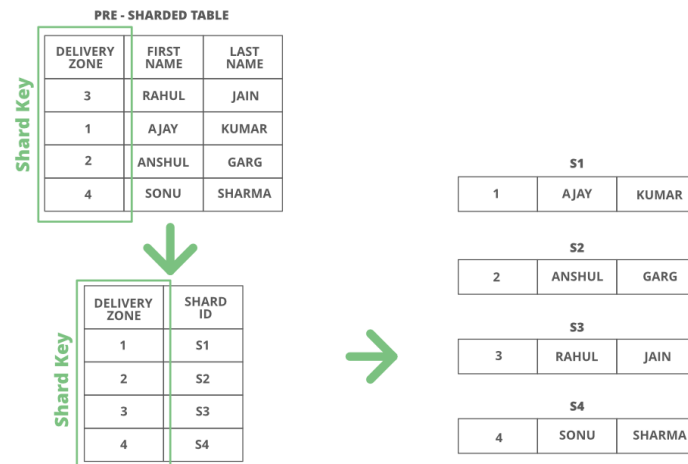 PRE - SHARDED TABLE
Shard Key
DELIVERY ZONE FIRST NAME LAST NAME
3 RAHUL JAIN
1 AJAY KUMAR
2 ANSHUL GARG
4 SONU SHARMA
Shard Key
DELIVERY ZONE SHARD ID
1 S1
2 S2
3 S3
4 S4
S1
1 AJAY KUMAR
S2
2 ANSHUL GARG
S3
3 RAHUL JAIN
S4
4 SONU SHARMA